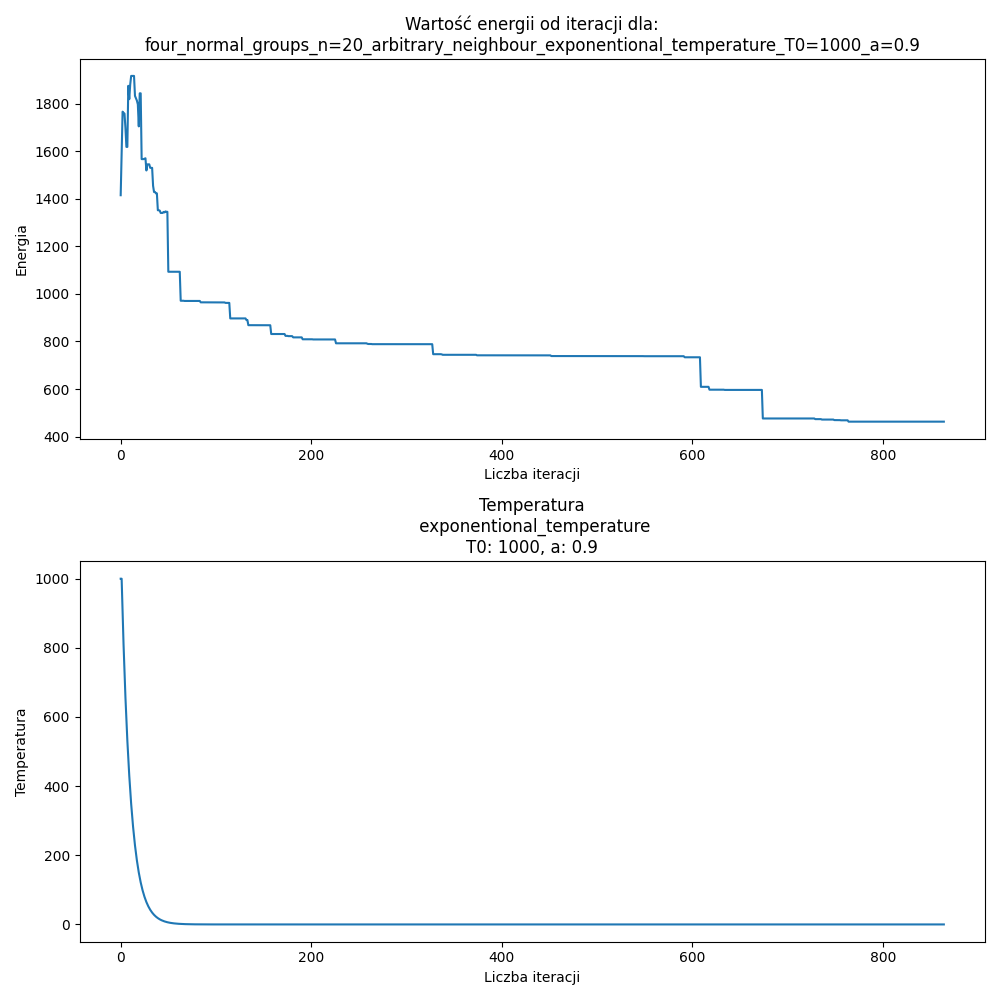 Wartość energii od iteracji dla:
four_normal_groups_n=20_arbitrary_neighbour_exponentional_temperature_T0=1000_a=0.9
1800
1600
1400
1200
1000
800
600
400
Energia
0 200 400 600 800
Liczba iteracji
Temperatura
exponentional_temperature
T0: 1000, a: 0.9
1000
800
600
400
200
0
Temperatura
0 200 400 600 800
Liczba iteracji